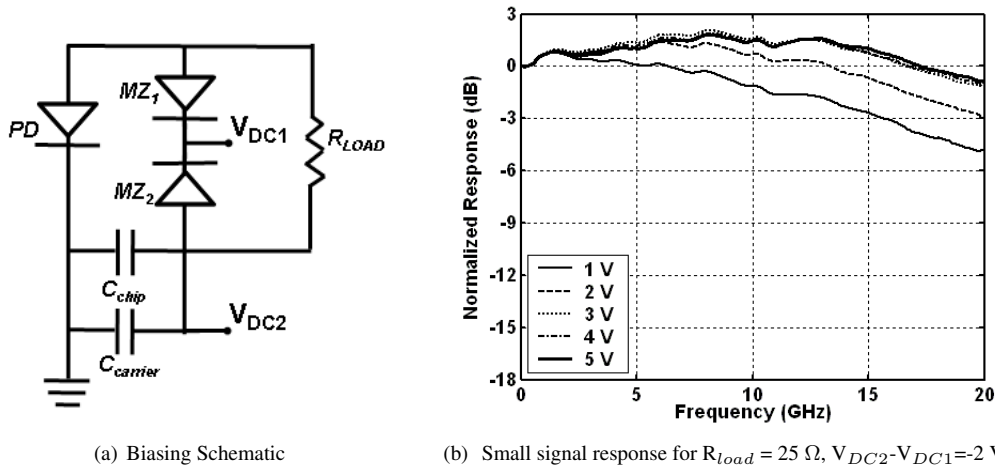 PD
MZ1
VDC1
RLOAD
MZ2
Cchip
VDC2
Ccarrier
(a) Biasing Schematic
Normalized Response (dB)
3
0
-3
-6
-9
-12
-15
-18
1 V
2 V
3 V
4 V
5 V
0
5
10
15
20
Frequency (GHz)
(b) Small signal response for Rload = 25 Ω, VDC2-VDC1=-2 V